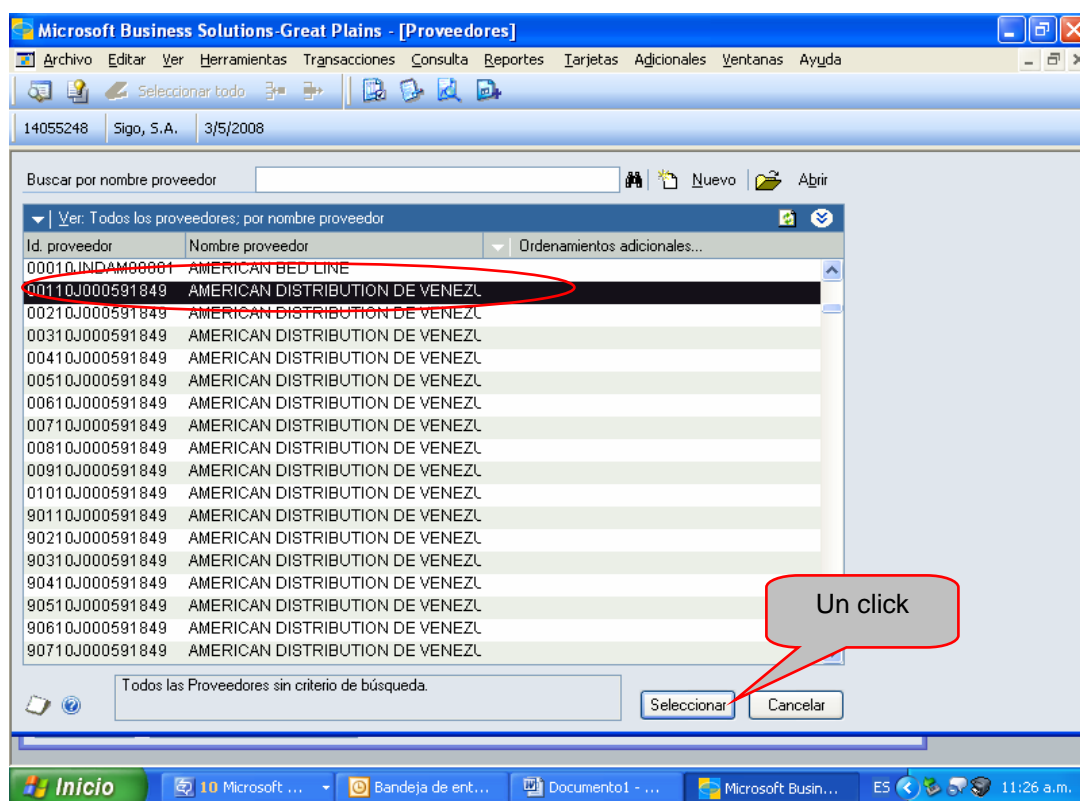 Microsoft Business Solutions-Great Plains - [Proveedores]
Archivo Editar Ver Herramientas Transacciones Consulta Reportes Tarjetas Adicionales Ventanas Ayuda
Seleccionar todo
14055248 Sigo, S.A. 3/5/2008
Buscar por nombre proveedor Nuevo Abrir
Ver: Todos los proveedores; por nombre proveedor
Id. proveedor Nombre proveedor Ordenamientos adicionales...
00010JNDAM00001 AMERICAN BED LINE
00110J000591849 AMERICAN DISTRIBUTION DE VENEZU
00210J000591849 AMERICAN DISTRIBUTION DE VENEZU
00310J000591849 AMERICAN DISTRIBUTION DE VENEZU
00410J000591849 AMERICAN DISTRIBUTION DE VENEZU
00510J000591849 AMERICAN DISTRIBUTION DE VENEZU
00610J000591849 AMERICAN DISTRIBUTION DE VENEZU
00710J000591849 AMERICAN DISTRIBUTION DE VENEZU
00810J000591849 AMERICAN DISTRIBUTION DE VENEZU
00910J000591849 AMERICAN DISTRIBUTION DE VENEZU
01010J000591849 AMERICAN DISTRIBUTION DE VENEZU
90110J000591849 AMERICAN DISTRIBUTION DE VENEZU
90210J000591849 AMERICAN DISTRIBUTION DE VENEZU
90310J000591849 AMERICAN DISTRIBUTION DE VENEZU
90410J000591849 AMERICAN DISTRIBUTION DE VENEZU
90510J000591849 AMERICAN DISTRIBUTION DE VENEZU
90610J000591849 AMERICAN DISTRIBUTION DE VENEZU
90710J000591849 AMERICAN DISTRIBUTION DE VENEZU
Un click
Todos las Proveedores sin criterio de búsqueda.
Seleccionar Cancelar
Inicio 10 Microsoft ... Bandeja de ent... Documento1 - ... Microsoft Busin... ES 11:26 a.m.